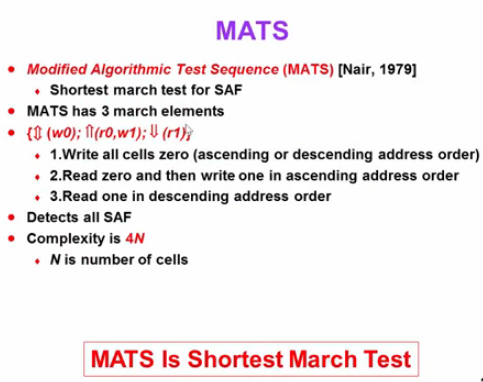 MATS
• Modified Algorithmic Test Sequence (MATS) [Nair, 1979]
♦ Shortest march test for SAF
• MATS has 3 march elements
• {⇕ (w0); ⇑(r0,w1); ⇓ (r1)}
♦ 1.Write all cells zero (ascending or descending address order)
♦ 2.Read zero and then write one in ascending address order
♦ 3.Read one in descending address order
• Detects all SAF
• Complexity is 4N
♦ N is number of cells
MATS Is Shortest March Test